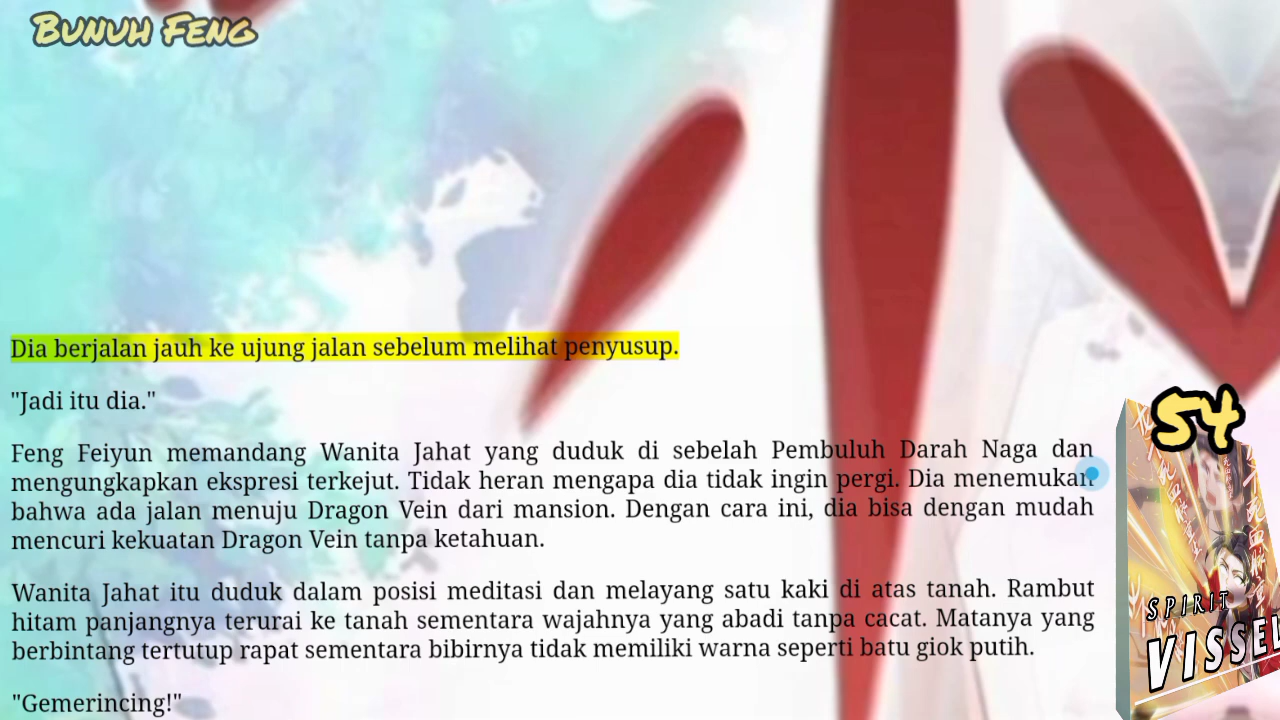 BUNUH FENG
Dia berjalan jauh ke ujung jalan sebelum melihat penyusup.
"Jadi itu dia."
Feng Feiyun memandang Wanita Jahat yang duduk di sebelah Pembuluh Darah Naga dan
mengungkapkan ekspresi terkejut. Tidak heran mengapa dia tidak ingin pergi. Dia menemukan
bahwa ada jalan menuju Dragon Vein dari mansion. Dengan cara ini, dia bisa dengan mudah
mencuri kekuatan Dragon Vein tanpa ketahuan.
Wanita Jahat itu duduk dalam posisi meditasi dan melayang satu kaki di atas tanah. Rambut
hitam panjangnya terurai ke tanah sementara wajahnya yang abadi tanpa cacat. Matanya yang
berbintang tertutup rapat sementara bibirnya tidak memiliki warna seperti batu giok putih.
"Gemerincing!"
54
SPIRIT
VISSEL